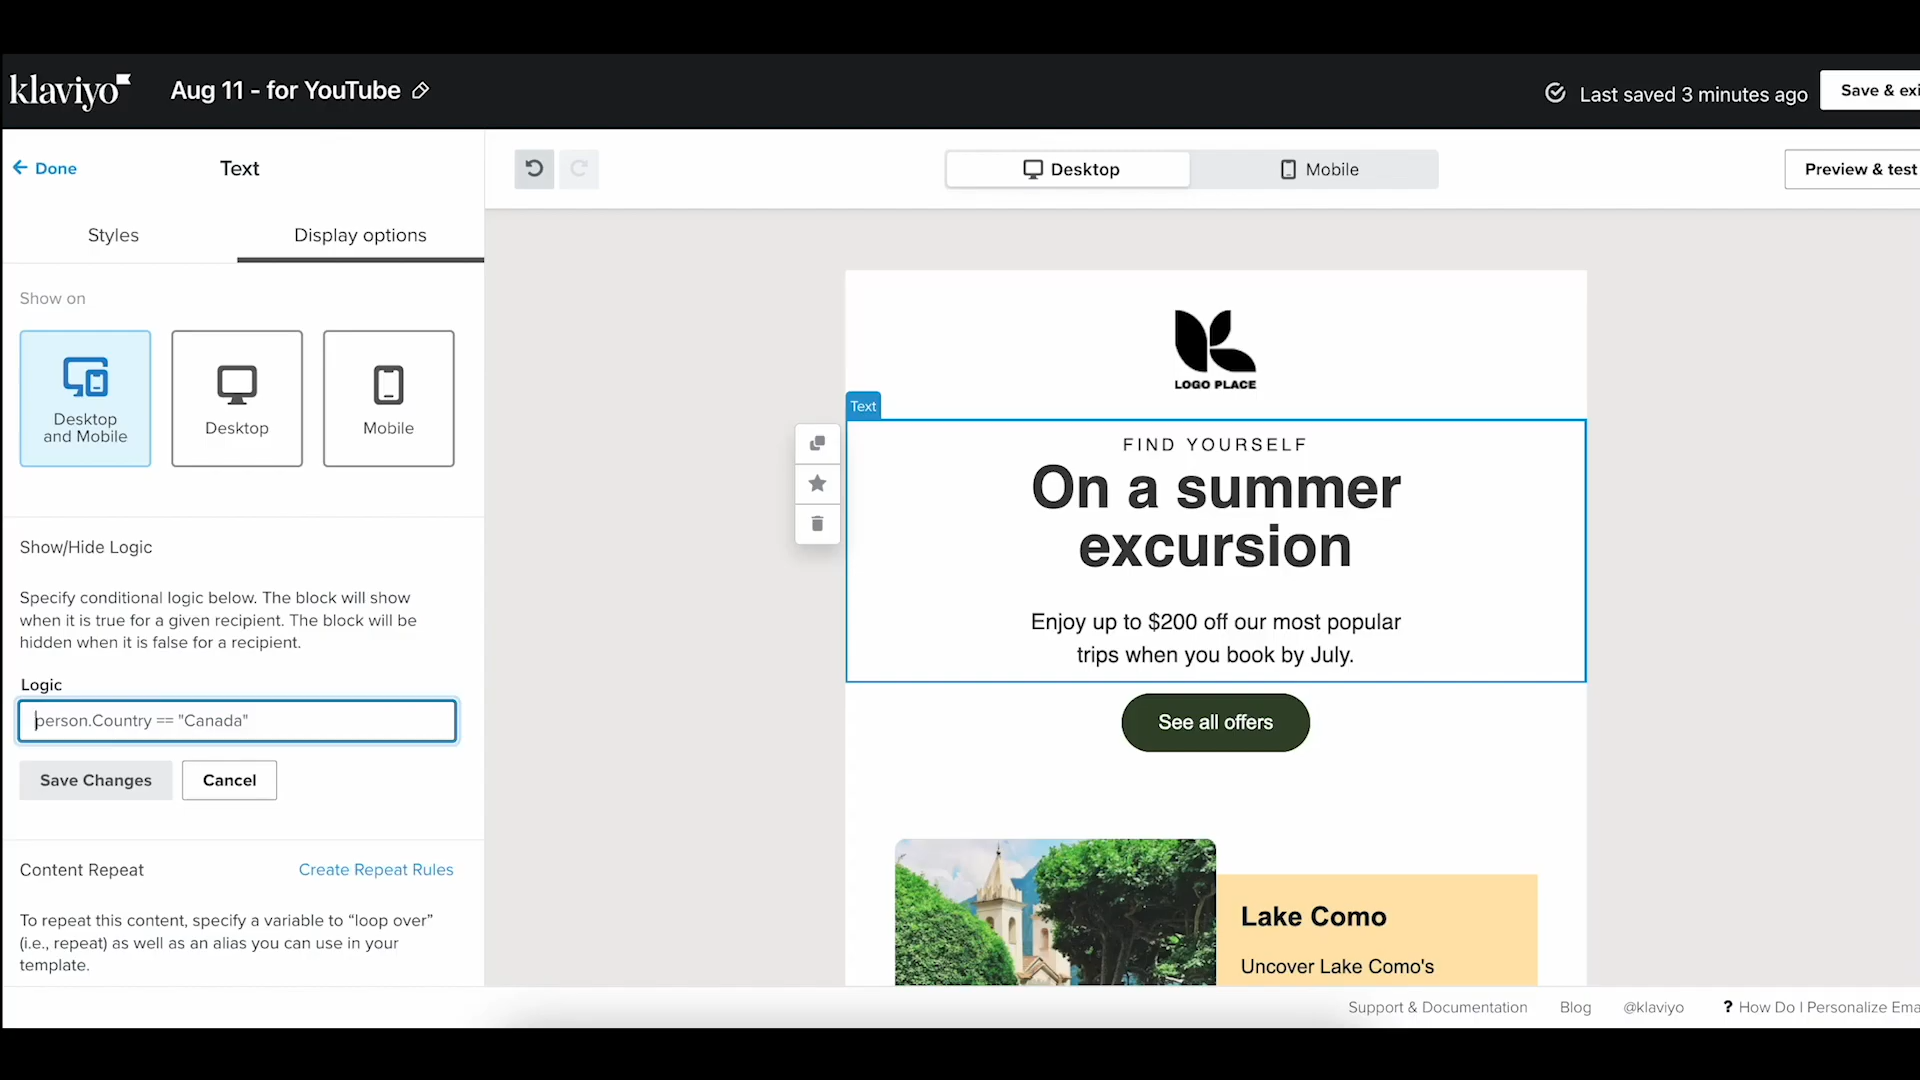 klaviyo
Aug 11 - for YouTube
Last saved 3 minutes ago
Save & exi
Done
Text
Desktop
Mobile
Preview & test
Styles
Display options
Show on
Desktop
and Mobile
Desktop
Mobile
Show/Hide Logic
Specify conditional logic below. The block will show
when it is true for a given recipient. The block will be
hidden when it is false for a recipient.
Logic
person.Country == "Canada"
Save Changes
Cancel
Content Repeat
Create Repeat Rules
To repeat this content, specify a variable to “loop over”
(i.e., repeat) as well as an alias you can use in your
template.
LOGO PLACE
Text
FIND YOURSELF
On a summer
excursion
Enjoy up to $200 off our most popular
trips when you book by July.
See all offers
Lake Como
Uncover Lake Como's
Support & Documentation
Blog
@klaviyo
? How Do I Personalize Ema